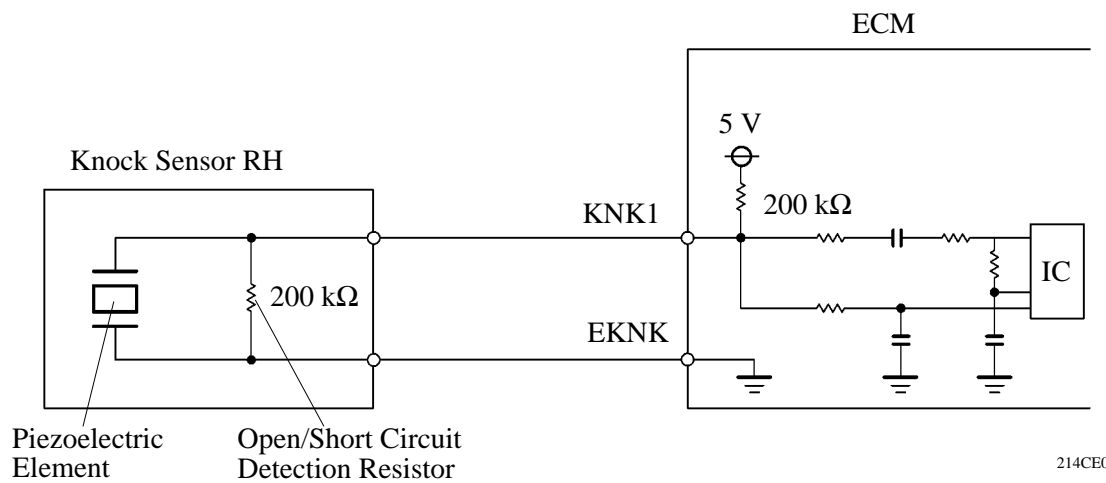 ECM
5 V
Knock Sensor RH
KNK1
200 kΩ
IC
200 kΩ
EKNK
Piezoelectric
Element
Open/Short Circuit
Detection Resistor